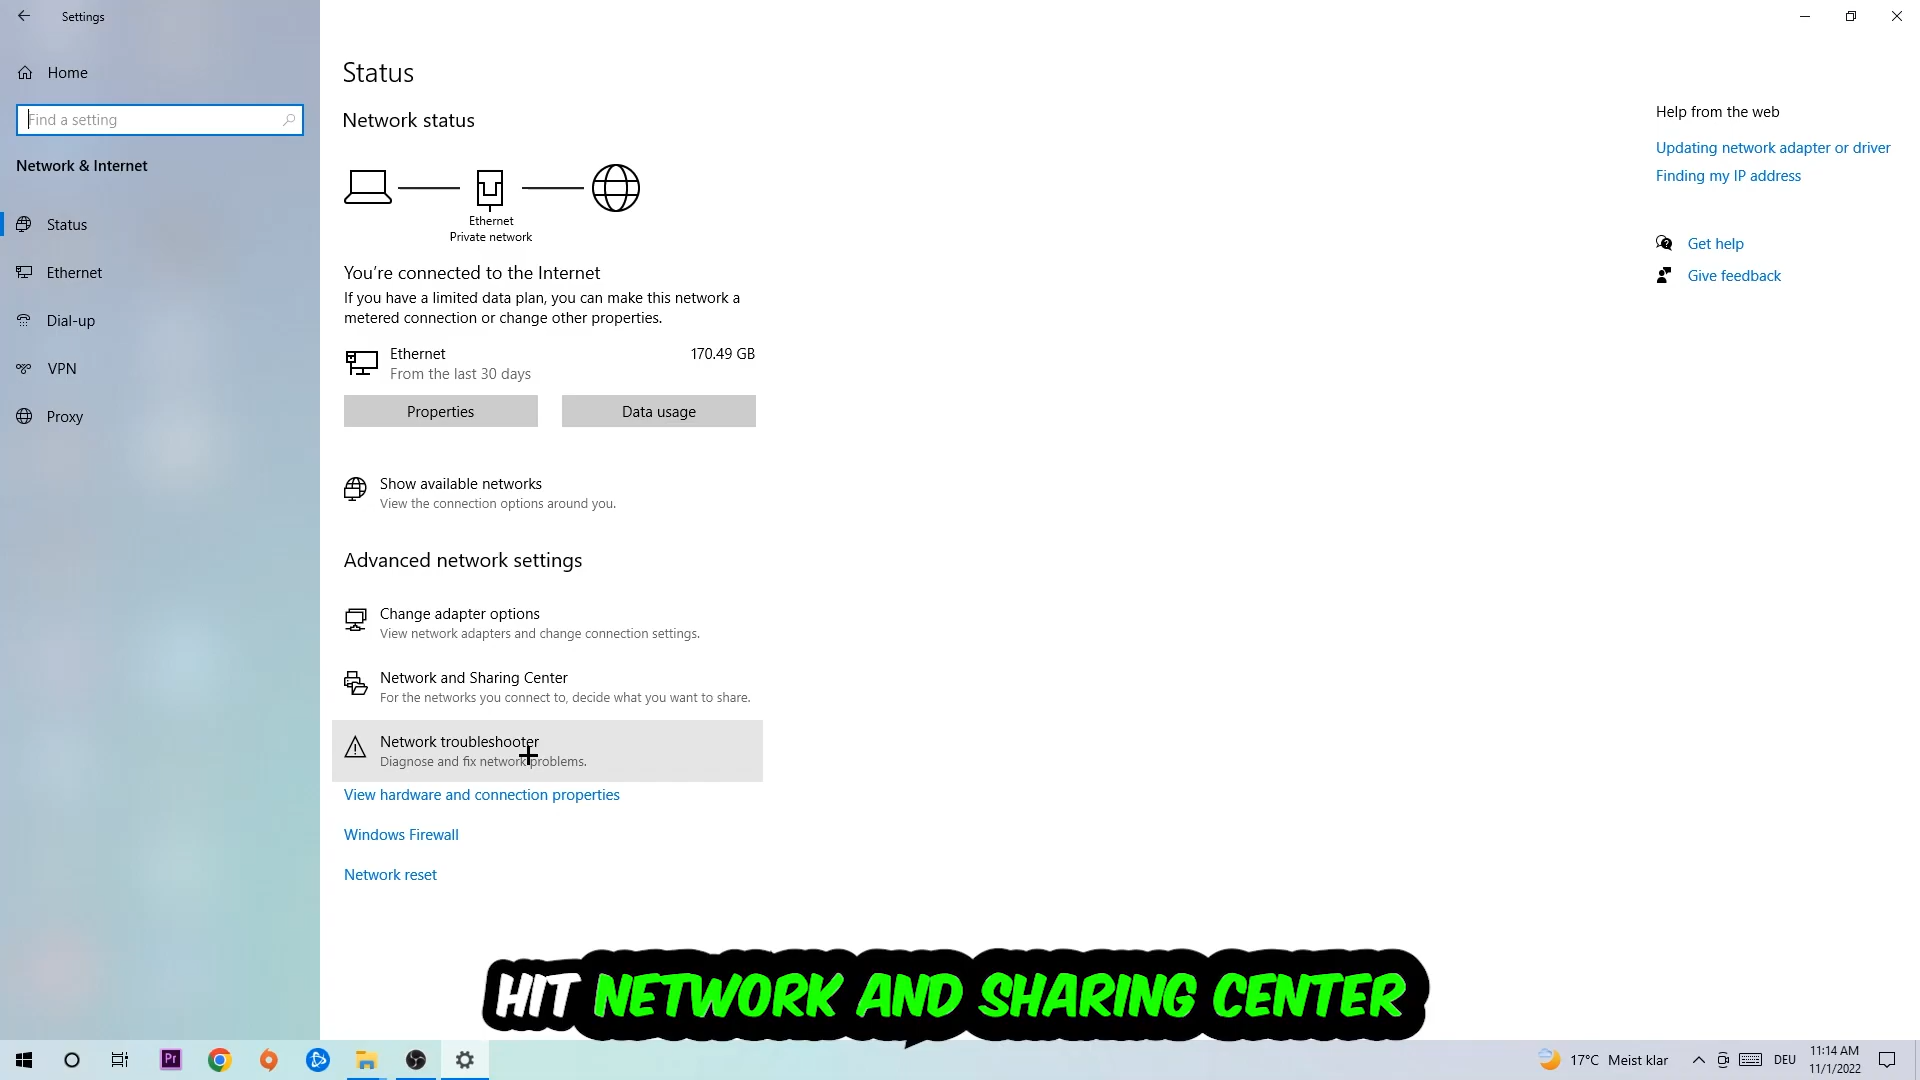 Settings
Home
Find a setting
Network & Internet
Status
Ethernet
Dial-up
VPN
Proxy
Status
Network status
Ethernet
Private network
You're connected to the Internet
If you have a limited data plan, you can make this network a
metered connection or change other properties.
Ethernet
170.49 GB
From the last 30 days
Properties
Data usage
Show available networks
View the connection options around you.
Advanced network settings
Change adapter options
View network adapters and change connection settings.
Network and Sharing Center
For the networks you connect to, decide what you want to share.
Network troubleshooter
Diagnose and fix network problems.
View hardware and connection properties
Windows Firewall
Network reset
Help from the web
Updating network adapter or driver
Finding my IP address
Get help
Give feedback
HIT NETWORK AND SHARING CENTER
Pr
17°C Meist klar
DEU
11:14 AM
11/1/2022